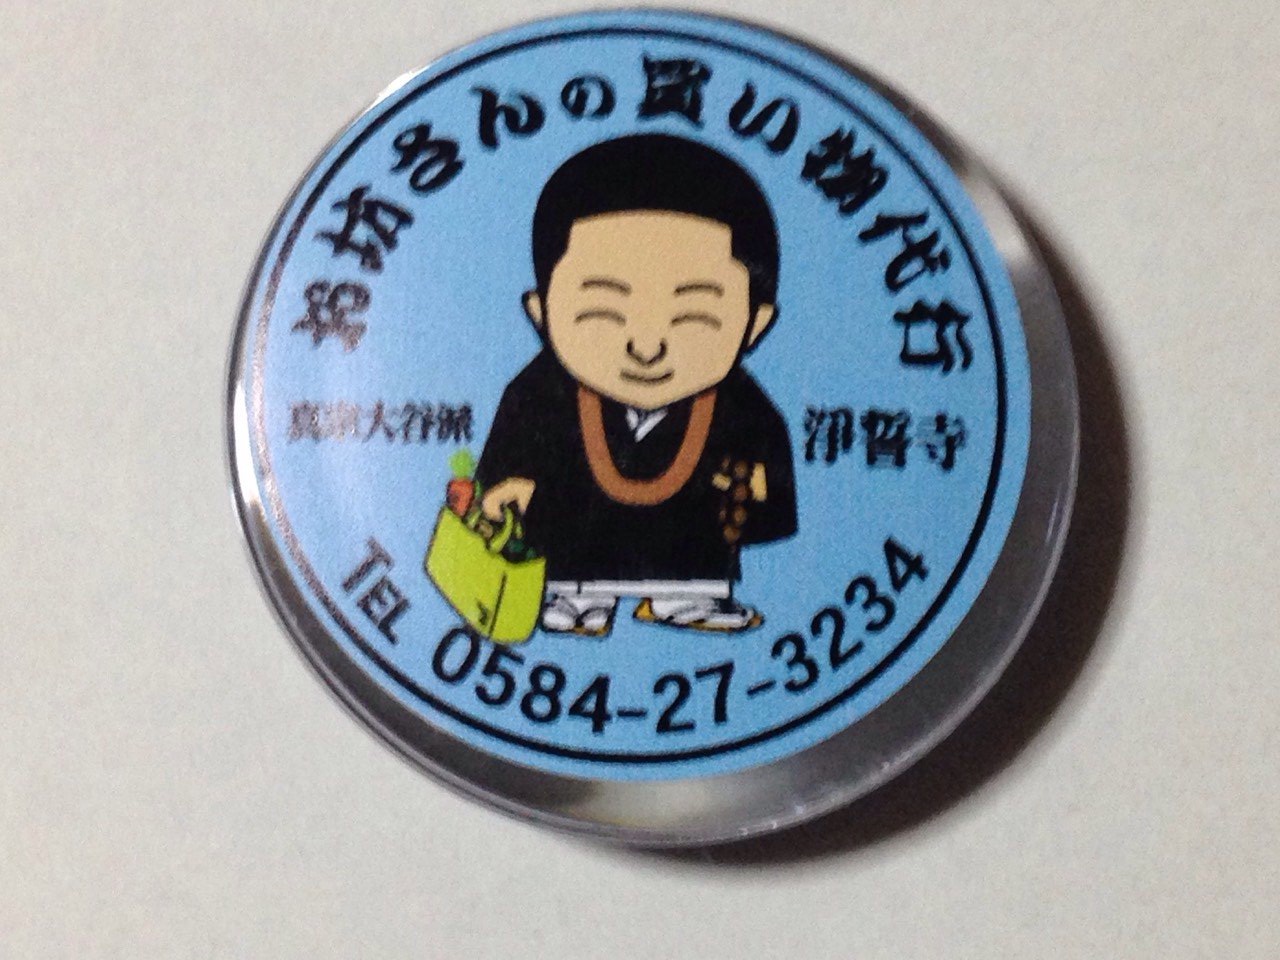 お坊さんの買い物代行
真宗大谷派
浄誓寺
TEL 0584-27-3234